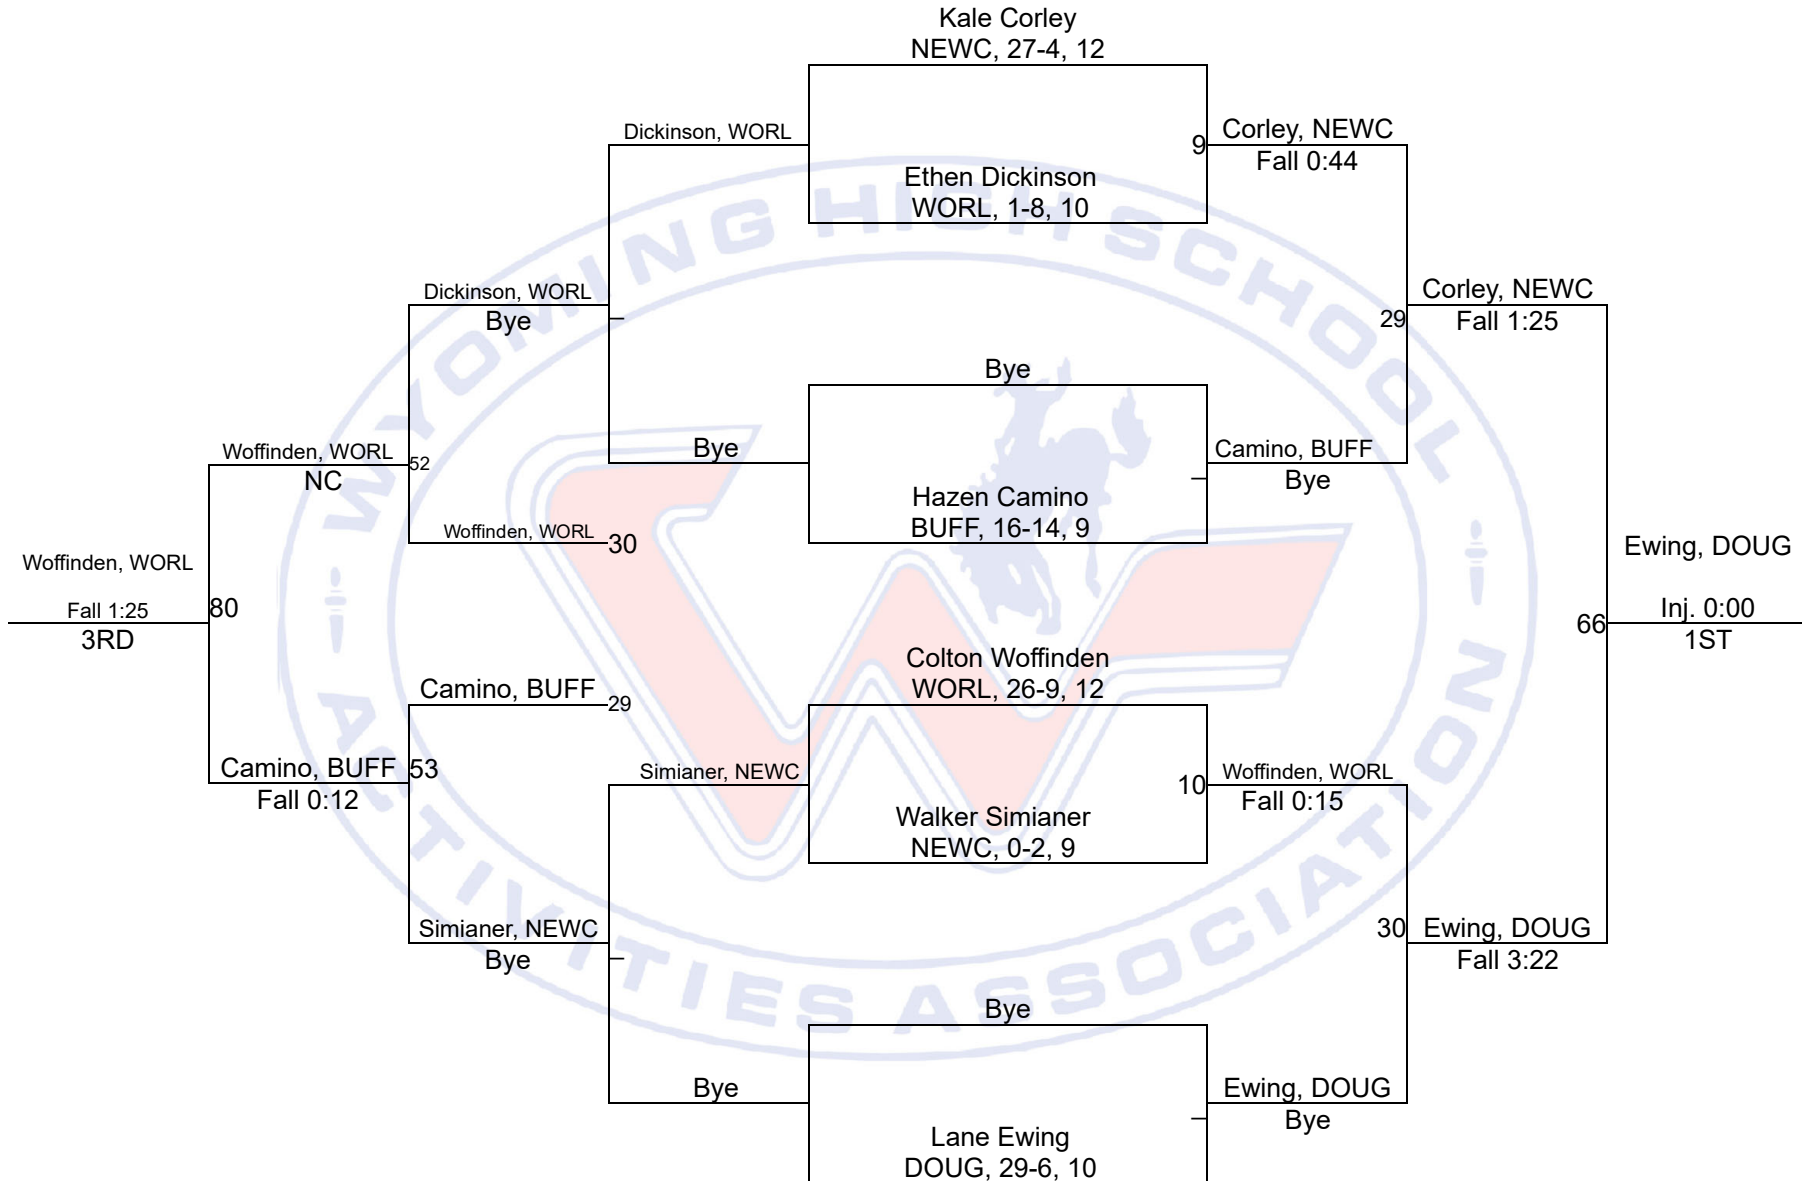 Kale Corley
NEWC, 27-4, 12
Dickinson, WORL
9
Corley, NEWC
Fall 0:44
Ethen Dickinson
WORL, 1-8, 10
Dickinson, WORL
Bye
Corley, NEWC
29
Fall 1:25
Bye
Woffinden, WORL
52
NC
Bye
Camino, BUFF
Bye
Hazen Camino
BUFF, 16-14, 9
Woffinden, WORL
30
Woffinden, WORL
Fall 1:25
80
3RD
Ewing, DOUG
66
Inj. 0:00
1ST
Colton Woffinden
WORL, 26-9, 12
Camino, BUFF
29
Camino, BUFF
53
Fall 0:12
Simianer, NEWC
10
Woffinden, WORL
Fall 0:15
Walker Simianer
NEWC, 0-2, 9
Simianer, NEWC
Bye
30
Ewing, DOUG
Fall 3:22
Bye
Bye
Ewing, DOUG
Bye
Lane Ewing
DOUG, 29-6, 10
WYOMING HIGH SCHOOL
ACTIVITIES ASSOCIATION